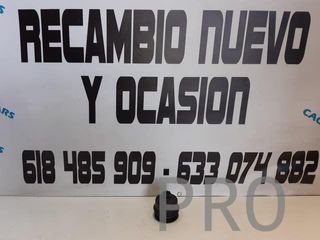 RECAMBIO NUEVO
Y OCASION
618 485 909 - 633 074 882
PRO